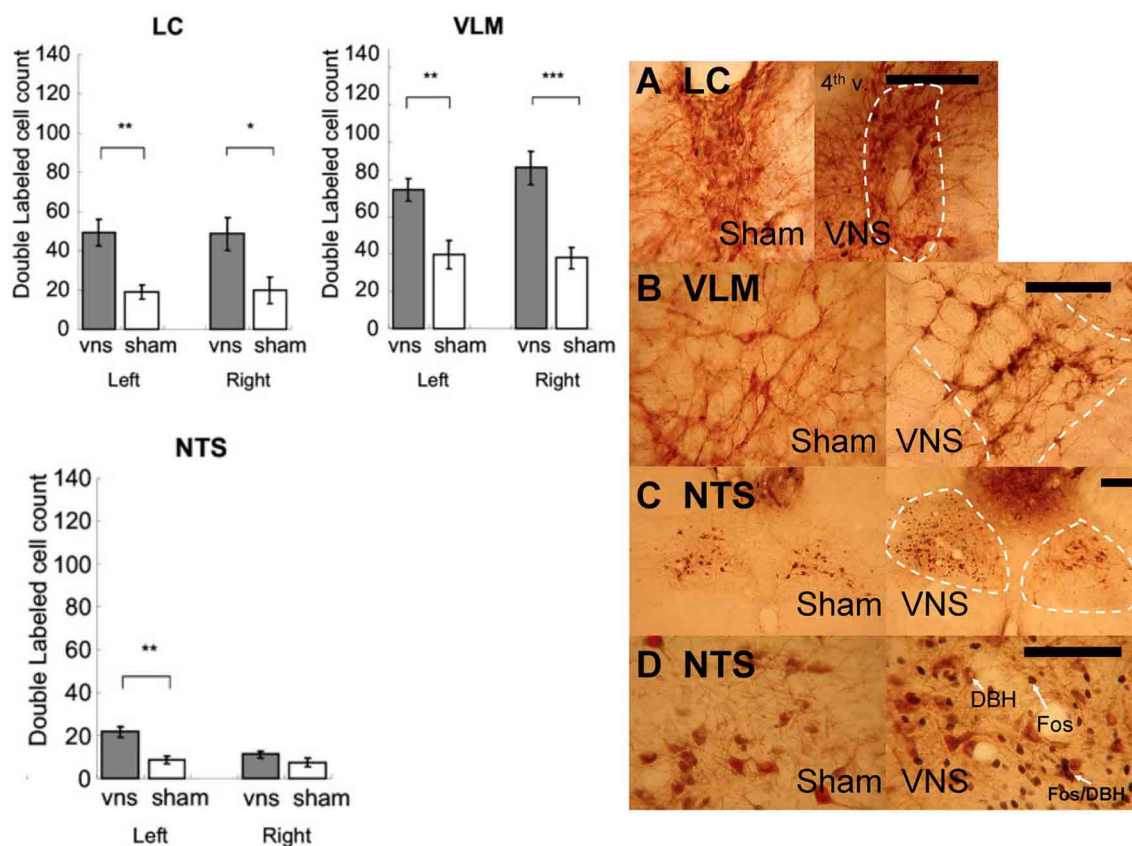 LC
Double Labeled cell count
140
120
100
80
60
40
20
0
**
*
vns sham vns sham
Left Right
VLM
Double Labeled cell count
140
120
100
80
60
40
20
0
**
***
vns sham vns sham
Left Right
NTS
Double Labeled cell count
140
120
100
80
60
40
20
0
**
vns sham vns sham
Left Right
A LC
4th v.
Sham VNS
B VLM
Sham VNS
C NTS
Sham VNS
D NTS
DBH
Fos
Sham VNS
Fos/DBH